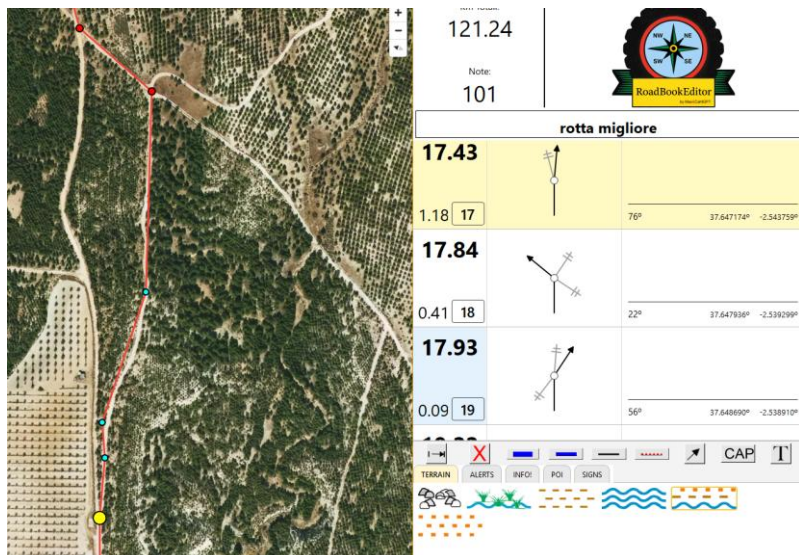 +
−
km Totali:
121.24
Note:
101
NW NE
SW SE
RoadBookEditor
rotta migliore
17.43
1.18 17
76º 37.647174º -2.543759º
17.84
0.41 18
22º 37.647936º -2.539299º
17.93
0.09 19
56º 37.648690º -2.538910º
X CAP T
TERRAIN ALERTS INFO! POI SIGNS